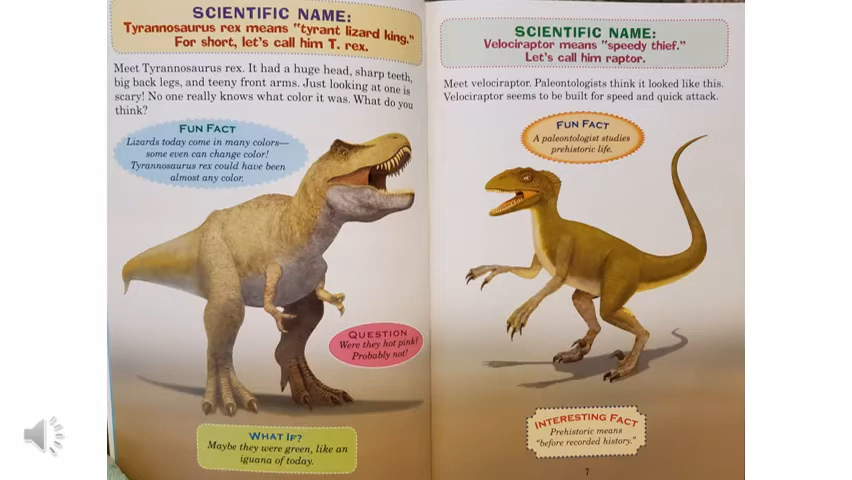 SCIENTIFIC NAME:
Tyrannosaurus rex means "tyrant lizard king."
For short, let's call him T. rex.
Meet Tyrannosaurus rex. It had a huge head, sharp teeth,
big back legs, and teeny front arms. Just looking at one is
scary! No one really knows what color it was. What do you
think?
FUN FACT
Lizards today come in many colors—
some even can change color!
Tyrannosaurus rex could have been
almost any color.
QUESTION
Were they hot pink?
Probably not!
WHAT IF?
Maybe they were green, like an
iguana of today.
SCIENTIFIC NAME:
Velociraptor means "speedy thief."
Let's call him raptor.
Meet velociraptor. Paleontologists think it looked like this.
Velociraptor seems to be built for speed and quick attack.
FUN FACT
A paleontologist studies
prehistoric life.
INTERESTING FACT
Prehistoric means
"before recorded history."
7